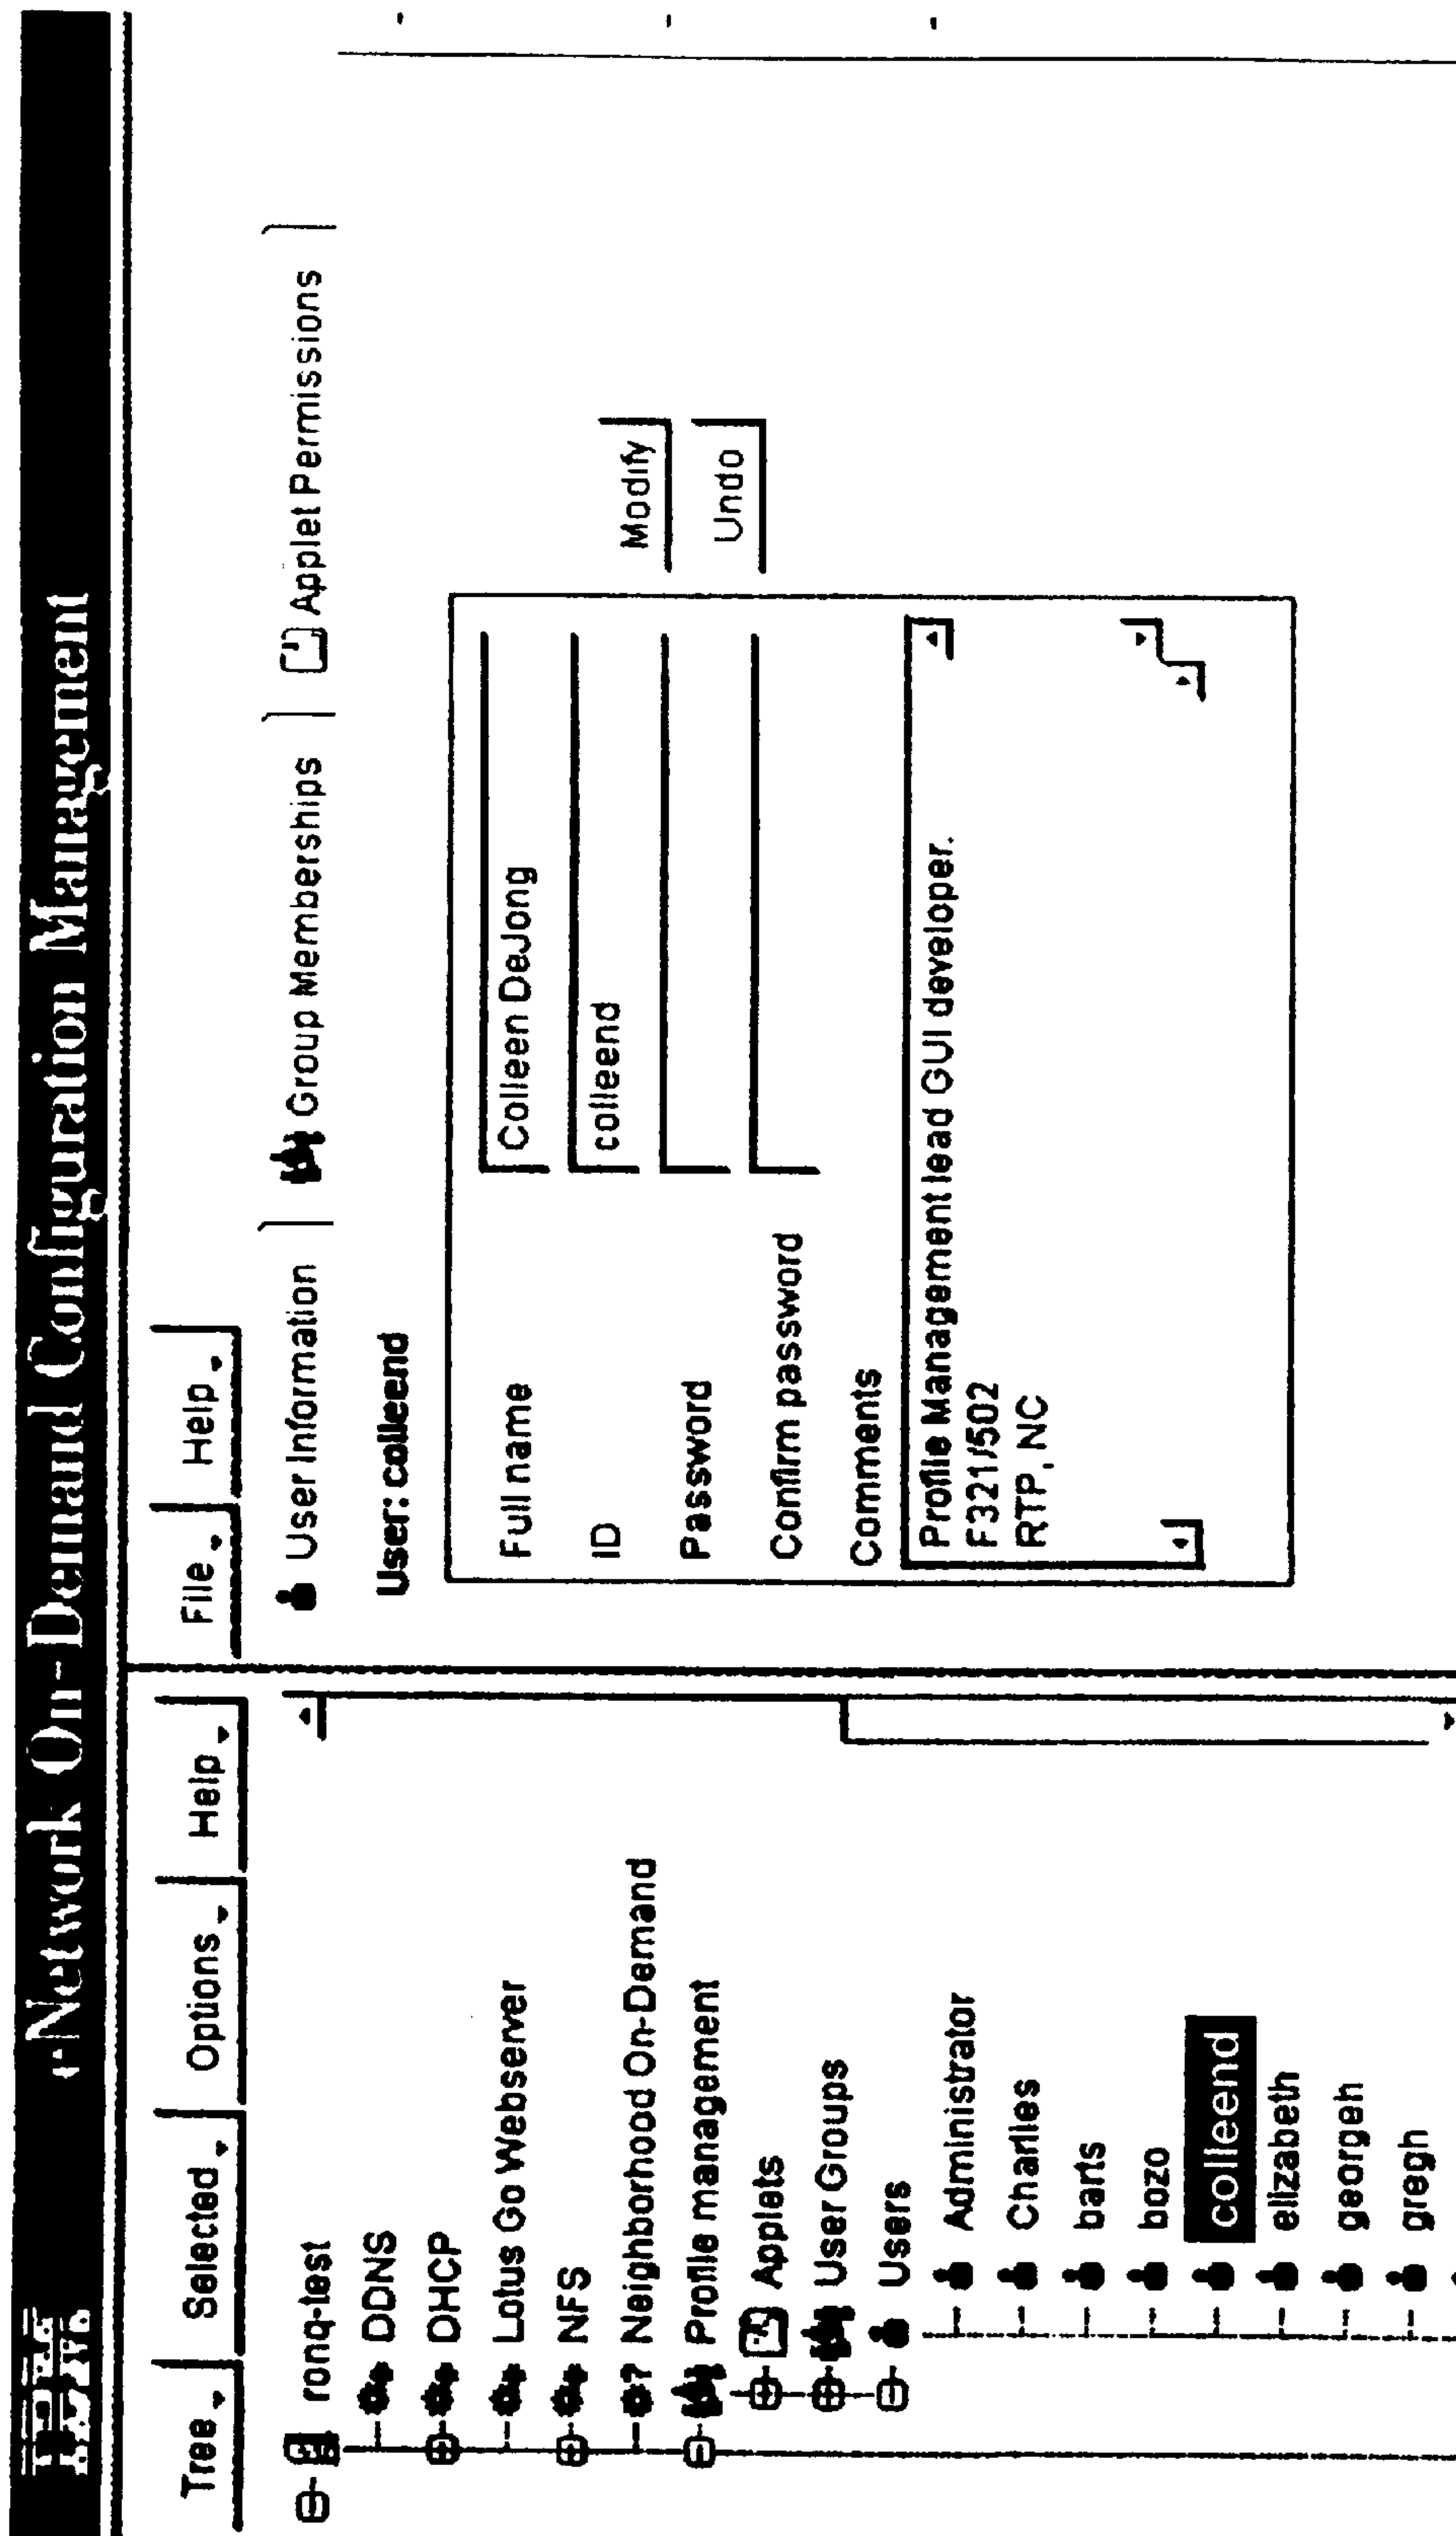 IBM eNetwork On-Demand Configuration Management
Tree Selected Options Help
ronq-test
DDNS
DHCP
Lotus Go Webserver
NFS
Neighborhood On-Demand
Profile management
Applets
User Groups
Users
Administrator
Charlles
barts
bozo
colleend
elizabeth
georgeh
gregh
File Help
User Information Group Memberships Applet Permissions
User: colleend
Full name Colleen DeJong
ID colleend
Password
Confirm password
Modify
Undo
Comments
Profile Management lead GUI developer.
F321/502
RTP, NC